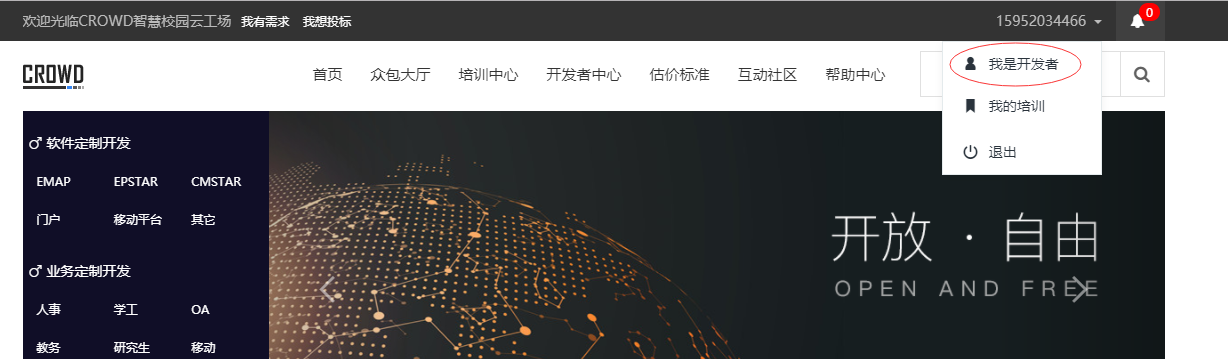 欢迎光临CROWD智慧校园云工场 我有需求 我想投标 15952034466 0
CROWD 首页 众包大厅 培训中心 开发者中心 估价标准 互动社区 帮助中心
我是开发者
我的培训
退出
软件定制开发
EMAP EPSTAR CMSTAR
门户 移动平台 其它
业务定制开发
人事 学工 OA
教务 研究生 移动
开放 · 自由
OPEN AND FREE